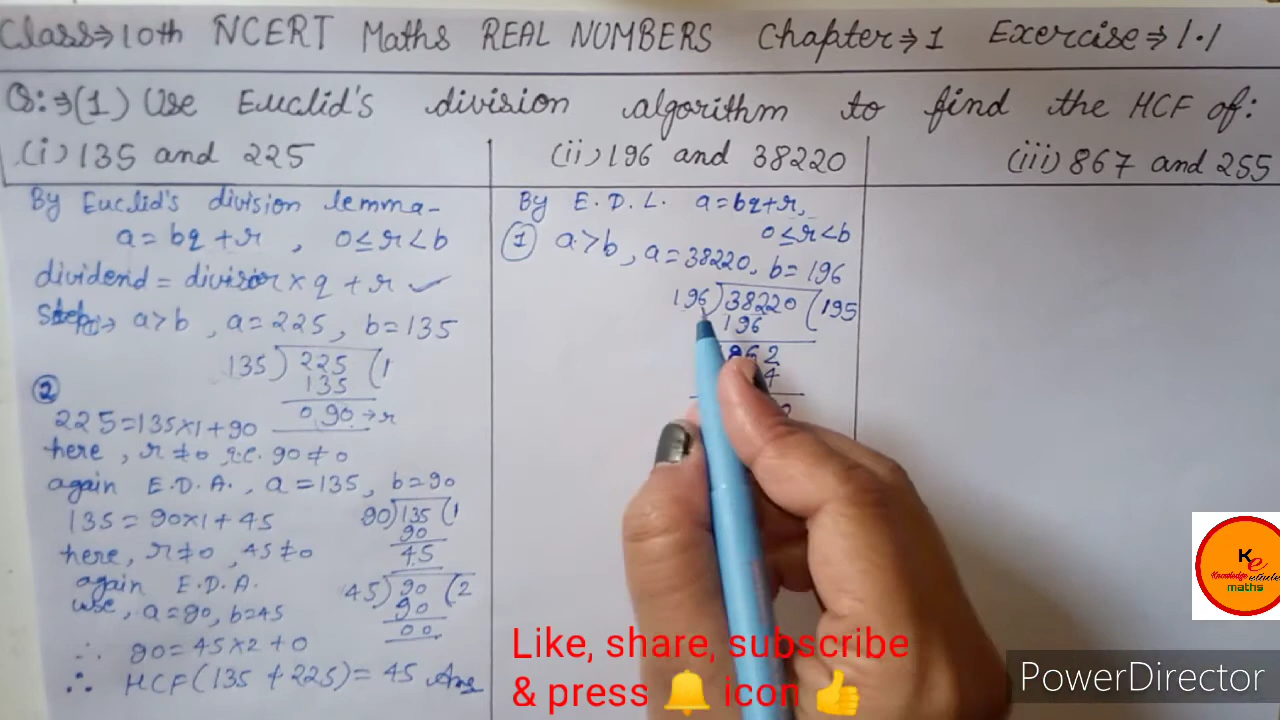 Class⇒10th NCERT Maths REAL NUMBERS Chapter⇒1 Exercise⇒1.1
Q:⇒(1) Use Euclid's division algorithm to find the HCF of:
(i) 135 and 225
(ii) 196 and 38220
(iii) 867 and 255
By Euclid's division lemma-
a = bq + r , 0 ≤ r < b
dividend = divisor × q + r ✓
a > b , a = 225 , b = 135
135 ) 225 ( 1
135
090 → r
②
225 = 135 × 1 + 90
here, r ≠ 0 i.e. 90 ≠ 0
again E.D.A., a = 135, b = 90
135 = 90 × 1 + 45
90 ) 135 ( 1
90
45
here, r ≠ 0, 45 ≠ 0
again E.D.A.
use, a = 90, b = 45
45 ) 90 ( 2
90
00
∴ 90 = 45 × 2 + 0
∴ HCF (135 + 225) = 45 Ans
By E.D.L. a = bq + r,
0 ≤ r < b
① a > b, a = 38220, b = 196
196 ) 38220 ( 195
196
862
4
Ke
Knowledge
maths
Like, share, subscribe
& press 🔔 icon 👍
PowerDirector